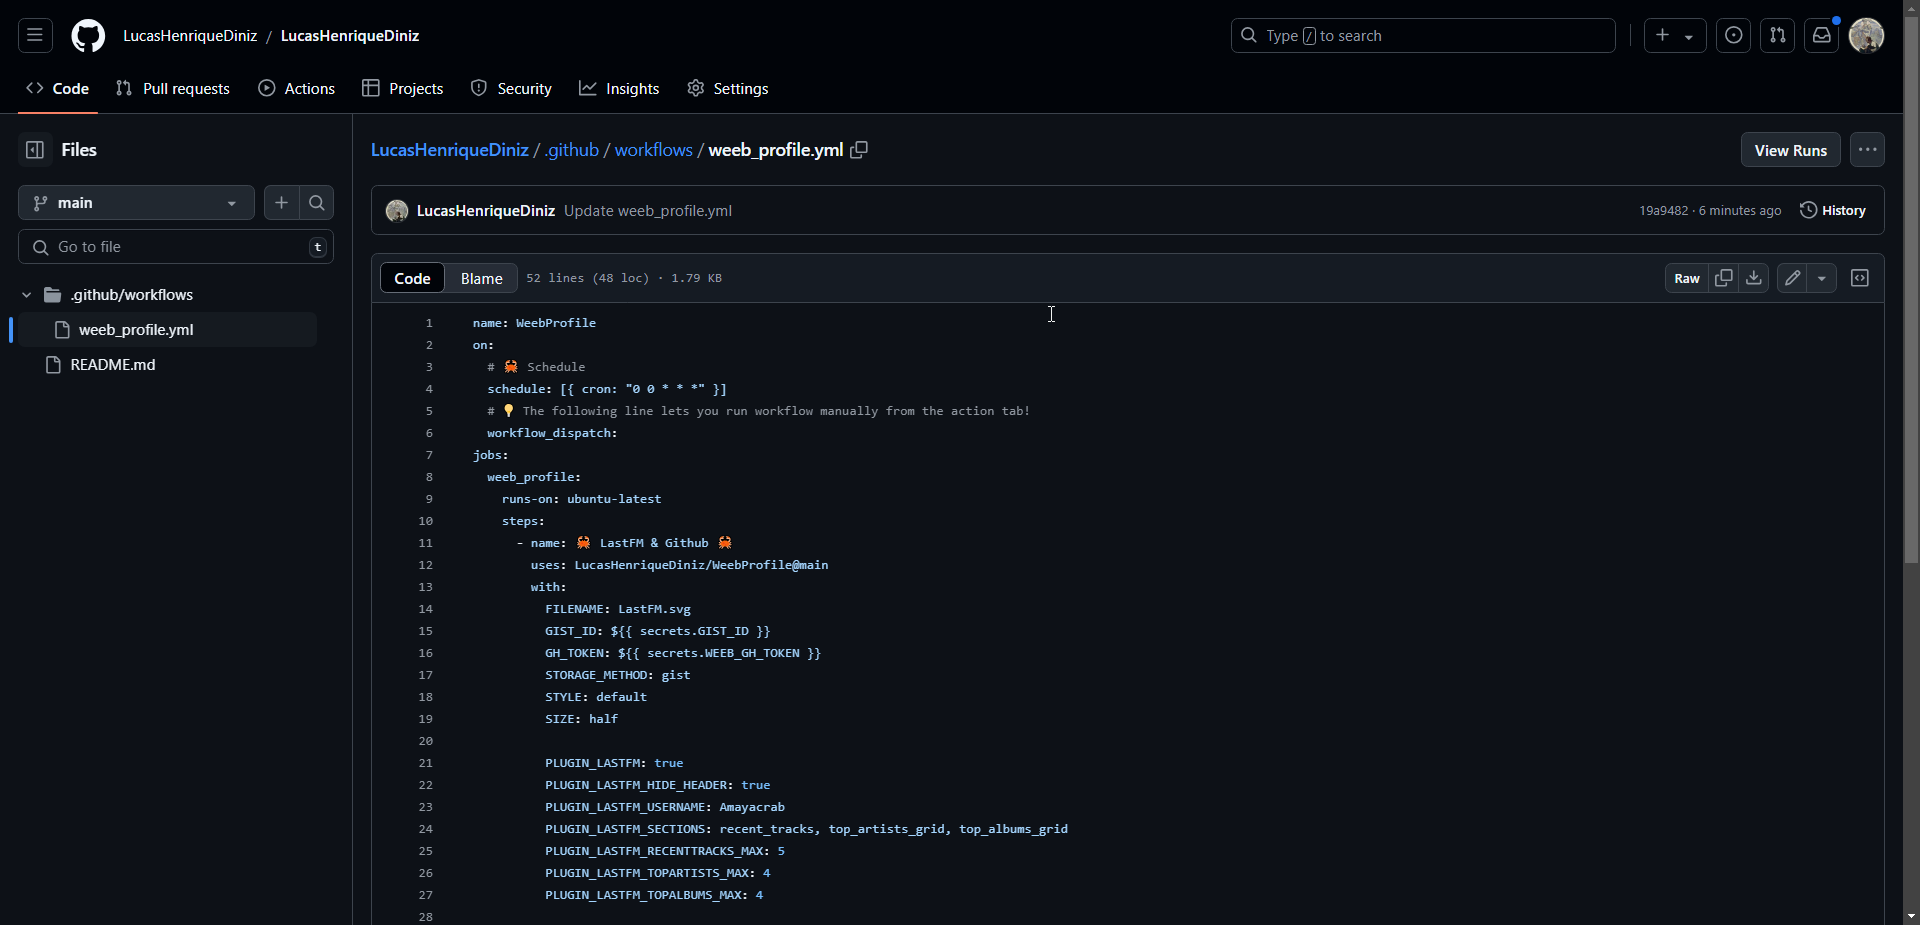 LucasHenriqueDiniz / LucasHenriqueDiniz
Type / to search
Code Pull requests Actions Projects Security Insights Settings
Files
main
Go to file t
.github/workflows
weeb_profile.yml
README.md
LucasHenriqueDiniz / .github / workflows / weeb_profile.yml
View Runs
LucasHenriqueDiniz Update weeb_profile.yml
19a9482 · 6 minutes ago History
Code Blame 52 lines (48 loc) · 1.79 KB
Raw
1 name: WeebProfile
2 on:
3 # 🦀 Schedule
4 schedule: [{ cron: "0 0 * * *" }]
5 # 💡 The following line lets you run workflow manually from the action tab!
6 workflow_dispatch:
7 jobs:
8 weeb_profile:
9 runs-on: ubuntu-latest
10 steps:
11 - name: 🦀 LastFM & Github 🦀
12 uses: LucasHenriqueDiniz/WeebProfile@main
13 with:
14 FILENAME: LastFM.svg
15 GIST_ID: ${{ secrets.GIST_ID }}
16 GH_TOKEN: ${{ secrets.WEEB_GH_TOKEN }}
17 STORAGE_METHOD: gist
18 STYLE: default
19 SIZE: half
20
21 PLUGIN_LASTFM: true
22 PLUGIN_LASTFM_HIDE_HEADER: true
23 PLUGIN_LASTFM_USERNAME: Amayacrab
24 PLUGIN_LASTFM_SECTIONS: recent_tracks, top_artists_grid, top_albums_grid
25 PLUGIN_LASTFM_RECENTTRACKS_MAX: 5
26 PLUGIN_LASTFM_TOPARTISTS_MAX: 4
27 PLUGIN_LASTFM_TOPALBUMS_MAX: 4
28